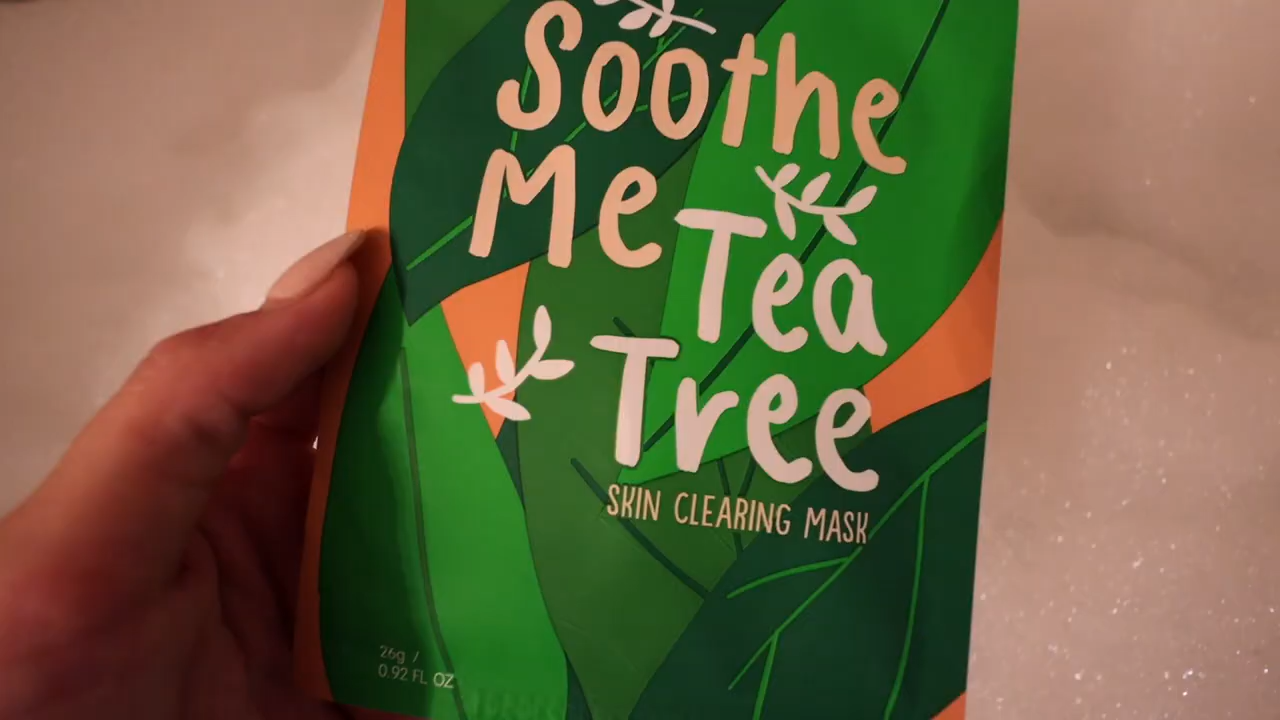 Soothe
Me
Tea
Tree
SKIN CLEARING MASK
26g /
0.92 FL OZ